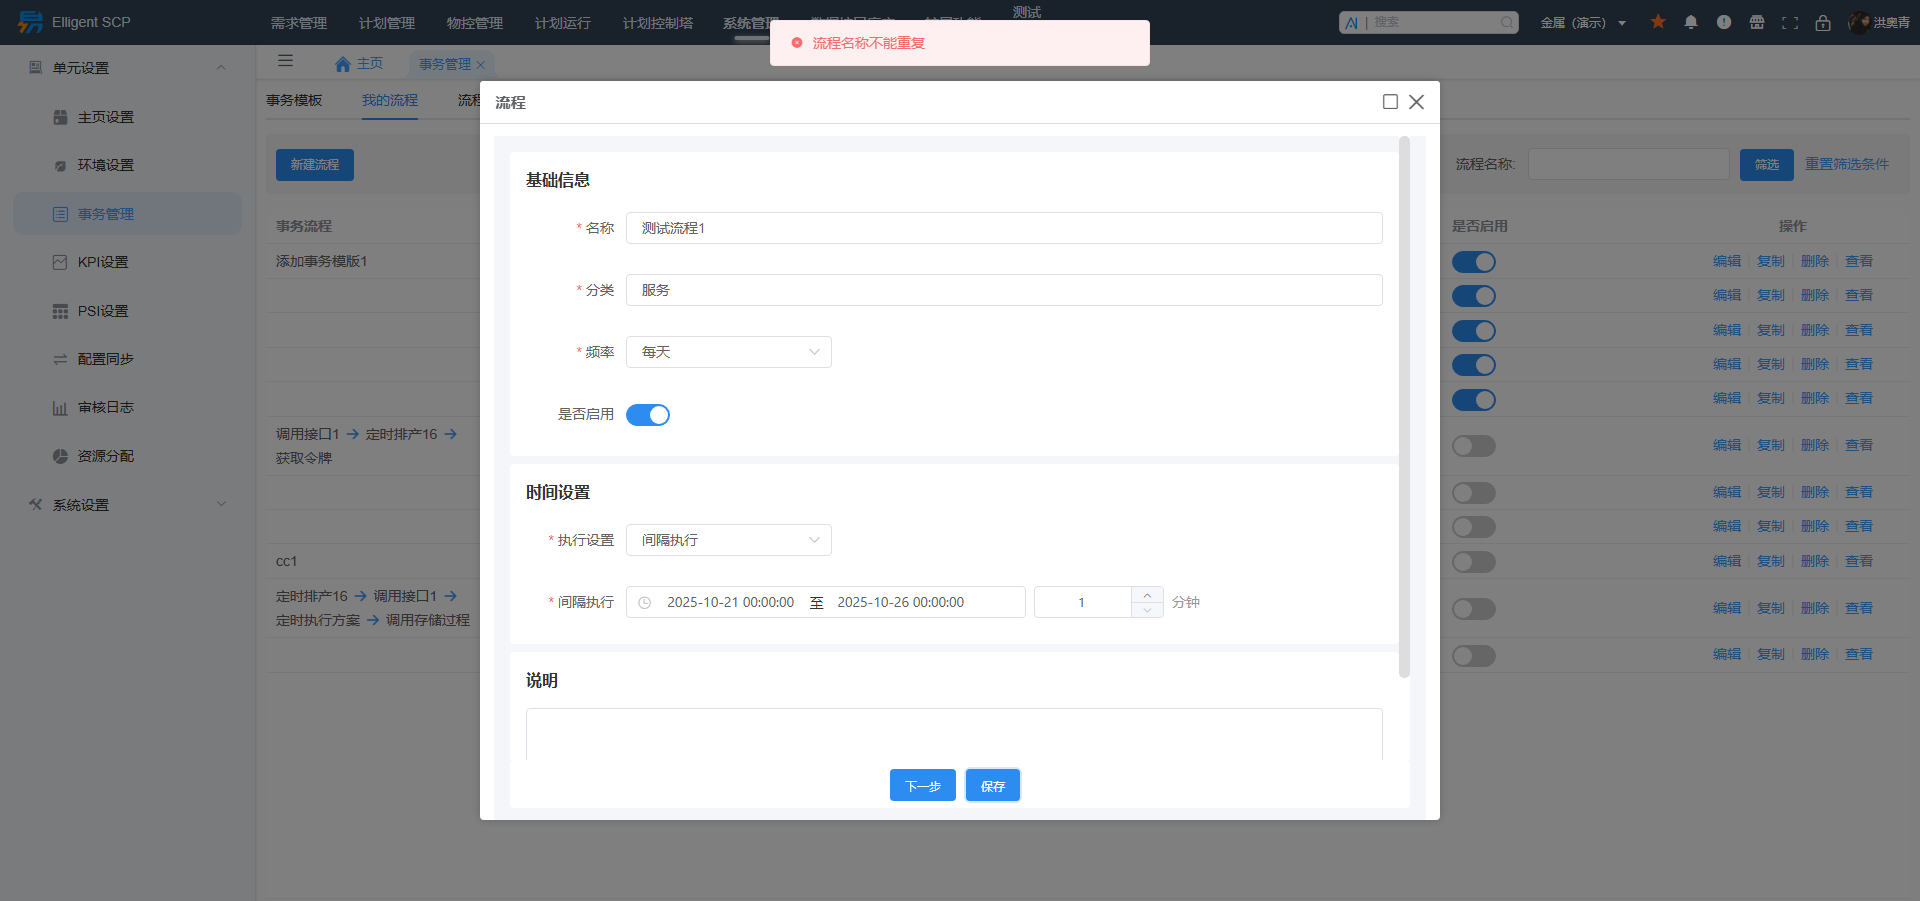 Elligent SCP
需求管理
计划管理
物控管理
计划运行
计划控制塔
系统管理
测试
AI | 搜索
金属（演示）
洪奥青
流程名称不能重复
单元设置
主页设置
环境设置
事务管理
KPI设置
PSI设置
配置同步
审核日志
资源分配
系统设置
主页
事务管理
事务模板
我的流程
流程
新建流程
流程名称:
筛选
重置筛选条件
事务流程
是否启用
操作
添加事务模版1
编辑 复制 删除 查看
编辑 复制 删除 查看
编辑 复制 删除 查看
编辑 复制 删除 查看
编辑 复制 删除 查看
调用接口1 → 定时排产16 →
获取令牌
编辑 复制 删除 查看
编辑 复制 删除 查看
编辑 复制 删除 查看
cc1
编辑 复制 删除 查看
定时排产16 → 调用接口1 →
定时执行方案 → 调用存储过程
编辑 复制 删除 查看
编辑 复制 删除 查看
流程
基础信息
* 名称 测试流程1
* 分类 服务
* 频率 每天
是否启用
时间设置
* 执行设置 间隔执行
* 间隔执行 2025-10-21 00:00:00 至 2025-10-26 00:00:00 1 分钟
说明
下一步
保存